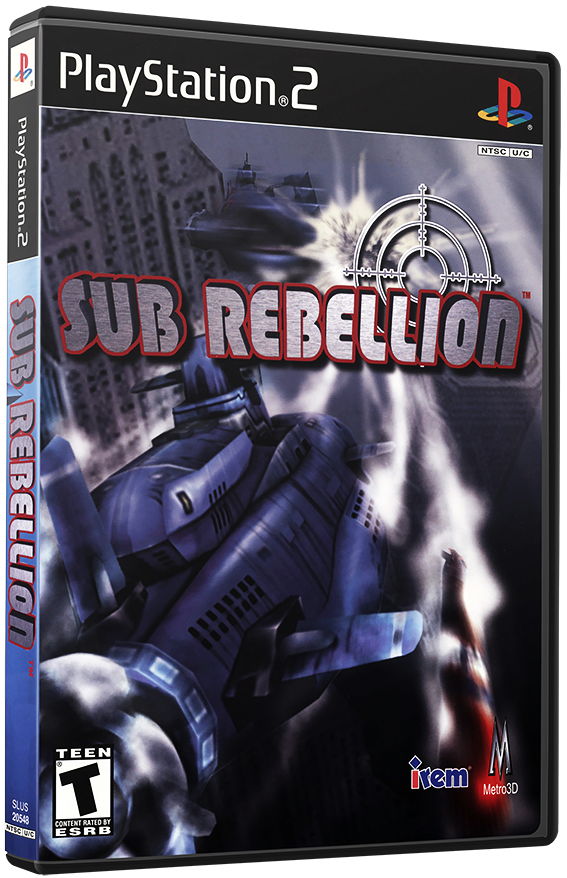 PlayStation®2
NTSC U/C
SUB REBELLION™
TEEN
T
CONTENT RATED BY
ESRB
irem®
M
Metro3D
PlayStation®2
SUB REBELLION™
SLUS
20548
NTSC U/C